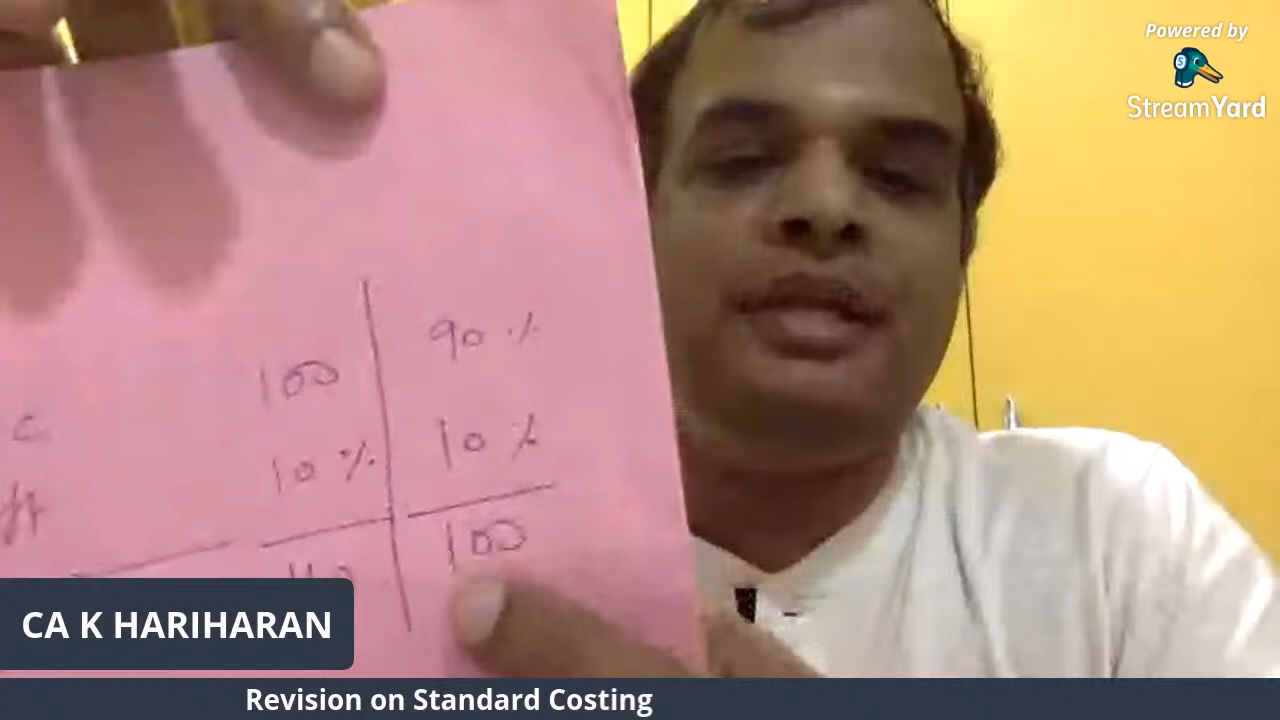 Powered by
StreamYard
100 90 %
c
10 % 10 %
100
CA K HARIHARAN
Revision on Standard Costing